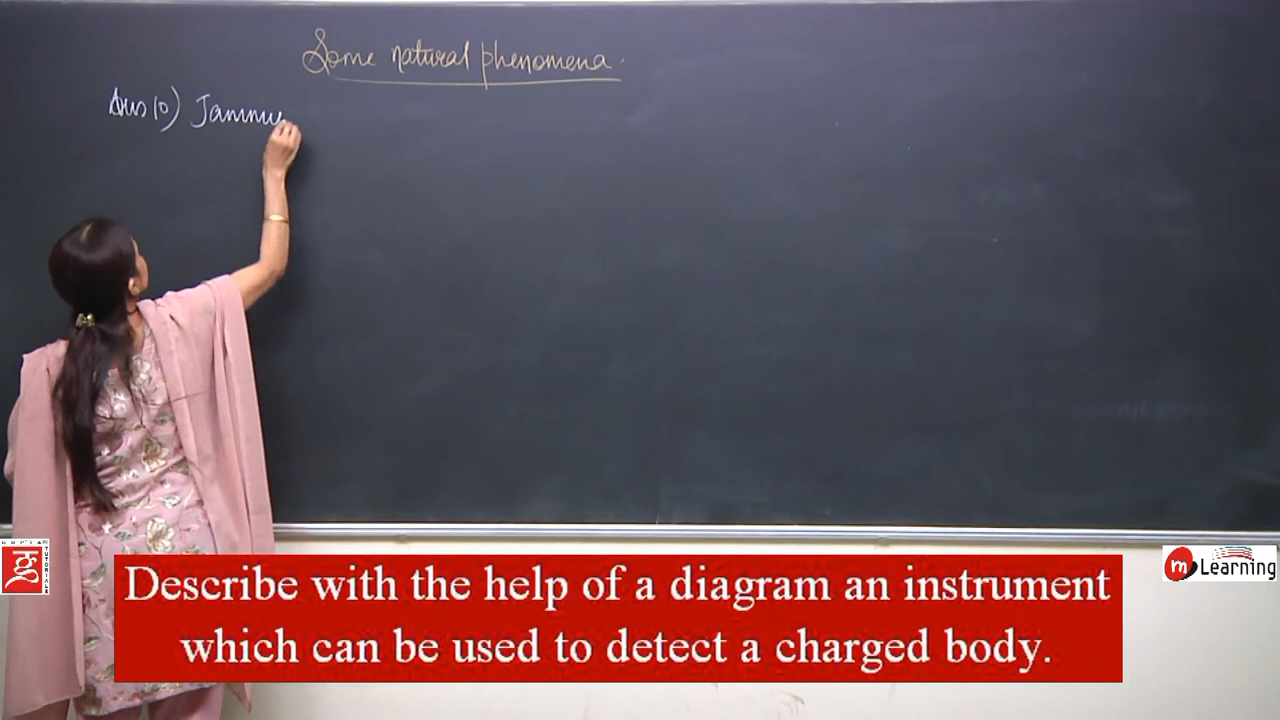 Some natural phenomena.
Ans 10) Jammu
Describe with the help of a diagram an instrument
which can be used to detect a charged body.
m Learning